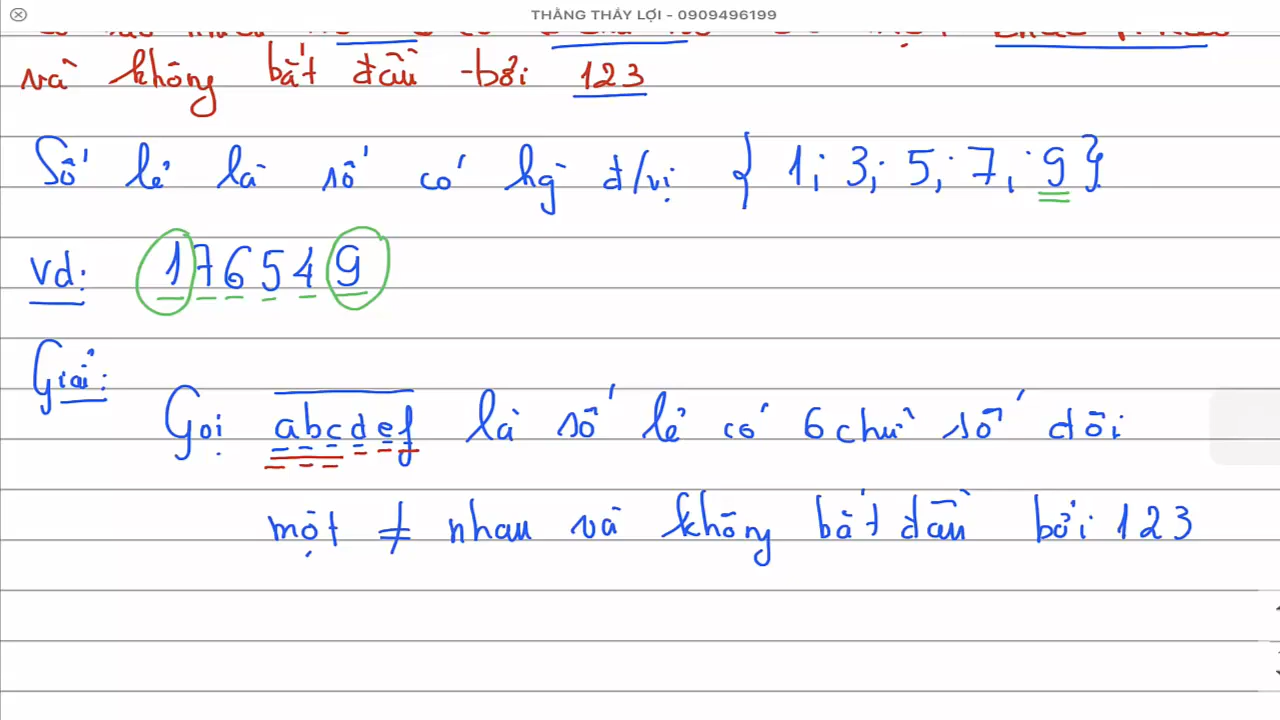 THẰNG THẦY LỢI - 0909496199
và không bắt đầu bởi 123
Số lẻ là số có hg đ/vị { 1; 3; 5; 7; 9 }
vd: 176549
Giải:
Gọi abcdef là số lẻ có 6 chữ số đôi
một ≠ nhau và không bắt đầu bởi 123